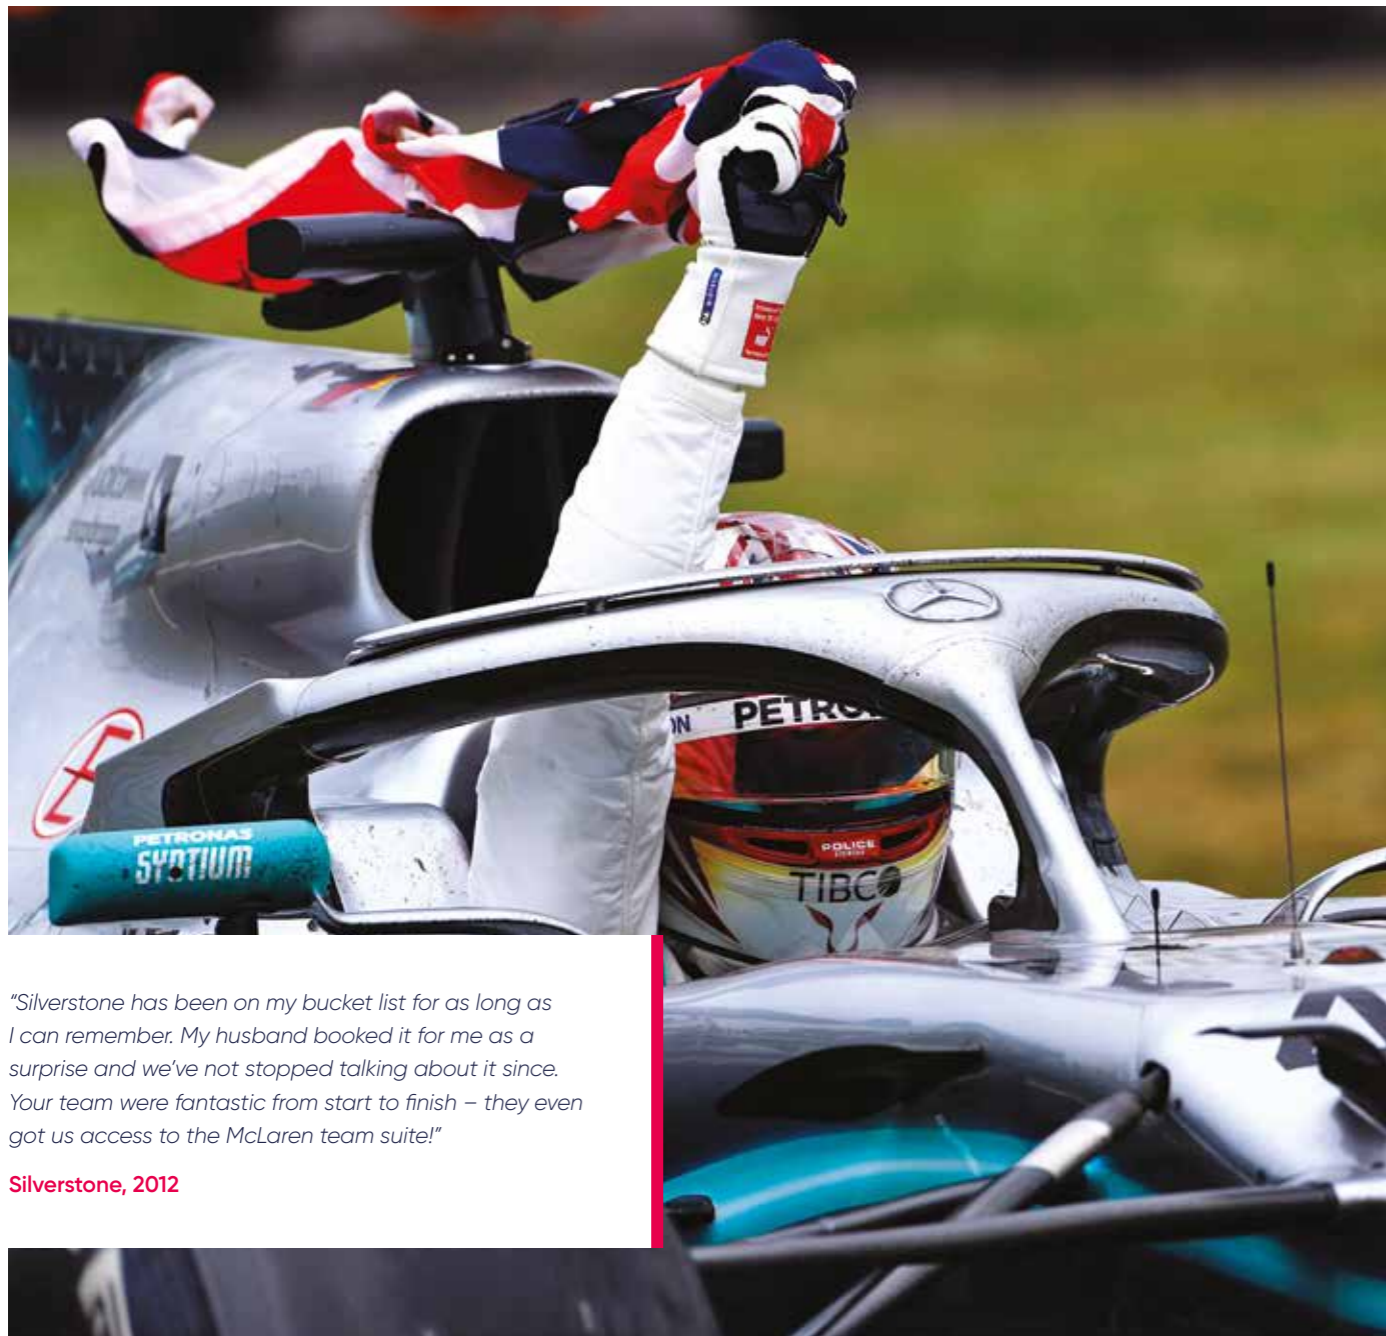 PETRO
PETRONAS
SYNTIUM
POLICE
TIBCO
"Silverstone has been on my bucket list for as long as
I can remember. My husband booked it for me as a
surprise and we've not stopped talking about it since.
Your team were fantastic from start to finish – they even
got us access to the McLaren team suite!"
Silverstone, 2012